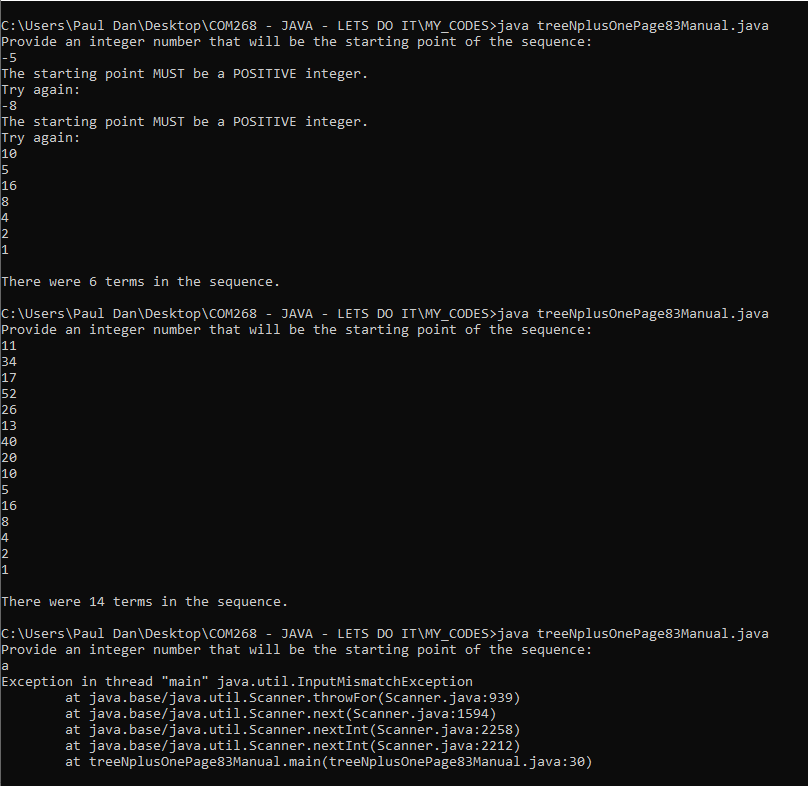 C:\Users\Paul Dan\Desktop\COM268 - JAVA - LETS DO IT\MY_CODES>java treeNplusOnePage83Manual.java
Provide an integer number that will be the starting point of the sequence:
-5
The starting point MUST be a POSITIVE integer.
Try again:
-8
The starting point MUST be a POSITIVE integer.
Try again:
10
5
16
8
4
2
1
There were 6 terms in the sequence.
C:\Users\Paul Dan\Desktop\COM268 - JAVA - LETS DO IT\MY_CODES>java treeNplusOnePage83Manual.java
Provide an integer number that will be the starting point of the sequence:
11
34
17
52
26
13
40
20
10
5
16
8
4
2
1
There were 14 terms in the sequence.
C:\Users\Paul Dan\Desktop\COM268 - JAVA - LETS DO IT\MY_CODES>java treeNplusOnePage83Manual.java
Provide an integer number that will be the starting point of the sequence:
a
Exception in thread "main" java.util.InputMismatchException
        at java.base/java.util.Scanner.throwFor(Scanner.java:939)
        at java.base/java.util.Scanner.next(Scanner.java:1594)
        at java.base/java.util.Scanner.nextInt(Scanner.java:2258)
        at java.base/java.util.Scanner.nextInt(Scanner.java:2212)
        at treeNplusOnePage83Manual.main(treeNplusOnePage83Manual.java:30)